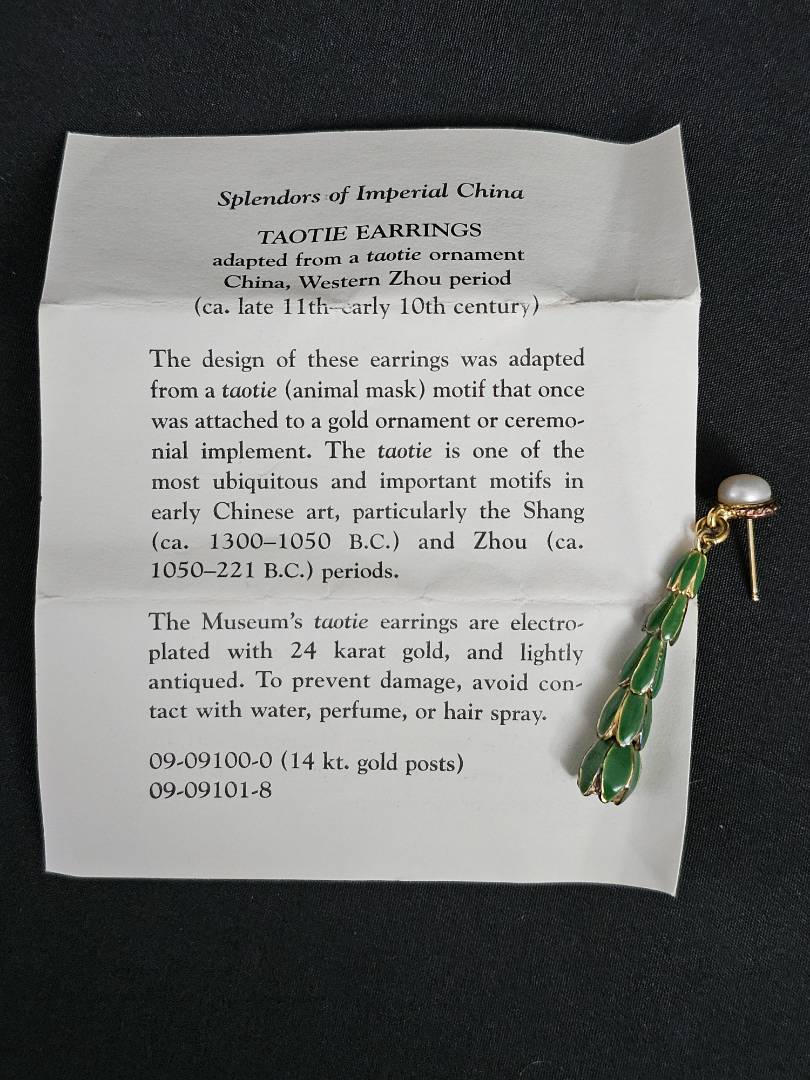 Splendors of Imperial China
TAOTIE EARRINGS
adapted from a taotie ornament
China, Western Zhou period
(ca. late 11th–early 10th century)
The design of these earrings was adapted
from a taotie (animal mask) motif that once
was attached to a gold ornament or ceremo-
nial implement. The taotie is one of the
most ubiquitous and important motifs in
early Chinese art, particularly the Shang
(ca. 1300–1050 B.C.) and Zhou (ca.
1050–221 B.C.) periods.
The Museum's taotie earrings are electro-
plated with 24 karat gold, and lightly
antiqued. To prevent damage, avoid con-
tact with water, perfume, or hair spray.
09-09100-0 (14 kt. gold posts)
09-09101-8